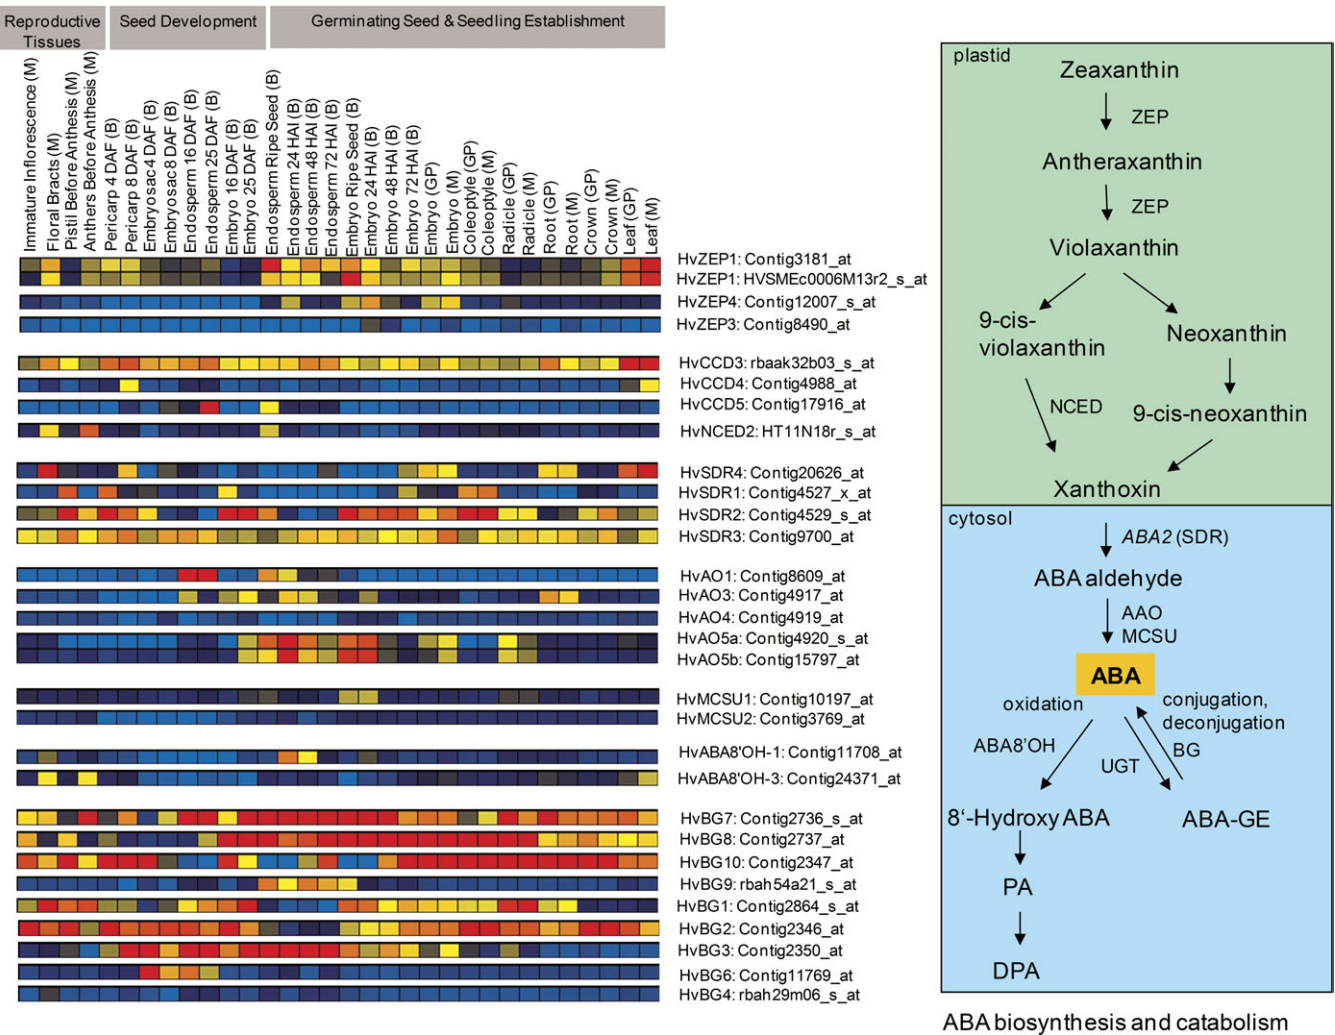 Reproductive
Tissues
Seed Development
Germinating Seed & Seedling Establishment
Immature Inflorescence (M)
Floral Bracts (M)
Pistil Before Anthesis (M)
Anthers Before Anthesis (M)
Pericarp 4 DAF (B)
Pericarp 8 DAF (B)
Embryosac 4 DAF (B)
Embryosac 8 DAF (B)
Endosperm 16 DAF (B)
Endosperm 25 DAF (B)
Embryo 16 DAF (B)
Embryo 25 DAF (B)
Endosperm Ripe Seed (B)
Endosperm 24 HAI (B)
Endosperm 48 HAI (B)
Endosperm 72 HAI (B)
Embryo Ripe Seed (B)
Embryo 24 HAI (B)
Embryo 48 HAI (B)
Embryo 72 HAI (B)
Embryo (GP)
Embryo (M)
Coleoptyle (GP)
Coleoptyle (M)
Radicle (GP)
Radicle (M)
Root (GP)
Root (M)
Crown (GP)
Crown (M)
Leaf (GP)
Leaf (M)
HvZEP1: Contig3181_at
HvZEP1: HVSMEc0006M13r2_s_at
HvZEP4: Contig12007_s_at
HvZEP3: Contig8490_at
HvCCD3: rbaak32b03_s_at
HvCCD4: Contig4988_at
HvCCD5: Contig17916_at
HvNCED2: HT11N18r_s_at
HvSDR4: Contig20626_at
HvSDR1: Contig4527_x_at
HvSDR2: Contig4529_s_at
HvSDR3: Contig9700_at
HvAO1: Contig8609_at
HvAO3: Contig4917_at
HvAO4: Contig4919_at
HvAO5a: Contig4920_s_at
HvAO5b: Contig15797_at
HvMCSU1: Contig10197_at
HvMCSU2: Contig3769_at
HvABA8'OH-1: Contig11708_at
HvABA8'OH-3: Contig24371_at
HvBG7: Contig2736_s_at
HvBG8: Contig2737_at
HvBG10: Contig2347_at
HvBG9: rbah54a21_s_at
HvBG1: Contig2864_s_at
HvBG2: Contig2346_at
HvBG3: Contig2350_at
HvBG6: Contig11769_at
HvBG4: rbah29m06_s_at
plastid
Zeaxanthin
ZEP
Antheraxanthin
ZEP
Violaxanthin
9-cis-
violaxanthin
Neoxanthin
NCED
9-cis-neoxanthin
Xanthoxin
cytosol
ABA2 (SDR)
ABA aldehyde
AAO
MCSU
ABA
oxidation
conjugation,
deconjugation
ABA8'OH
UGT
BG
8'-Hydroxy ABA
ABA-GE
PA
DPA
ABA biosynthesis and catabolism